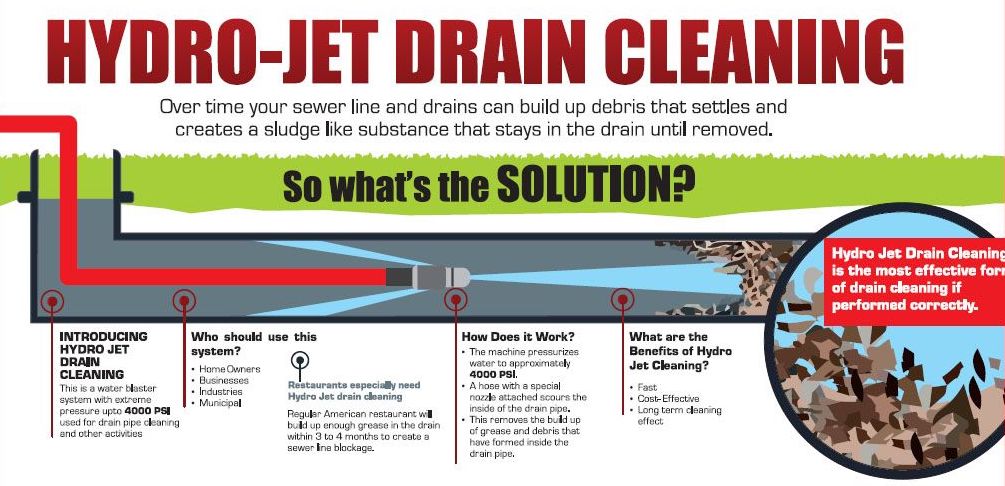 HYDRO-JET DRAIN CLEANING
Over time your sewer line and drains can build up debris that settles and
creates a sludge like substance that stays in the drain until removed.
So what's the SOLUTION?
Hydro Jet Drain Cleaning
is the most effective for
of drain cleaning if
performed correctly.
INTRODUCING
HYDRO JET
DRAIN
CLEANING
This is a water blaster
system with extreme
pressure upto 4000 PSI
used for drain pipe cleaning
and other activities
Who should use this
system?
• Home Owners
• Businesses
• Industries
• Municipal
Restaurants especially need
Hydro Jet drain cleaning
Regular American restaurant will
build up enough grease in the drain
within 3 to 4 months to create a
sewer line blockage.
How Does it Work?
• The machine pressurizes
water to approximately
4000 PSI.
• A hose with a special
nozzle attached scours the
inside of the drain pipe.
• This removes the build up
of grease and debris that
have formed inside the
drain pipe.
What are the
Benefits of Hydro
Jet Cleaning?
• Fast
• Cost-Effective
• Long term cleaning
effect